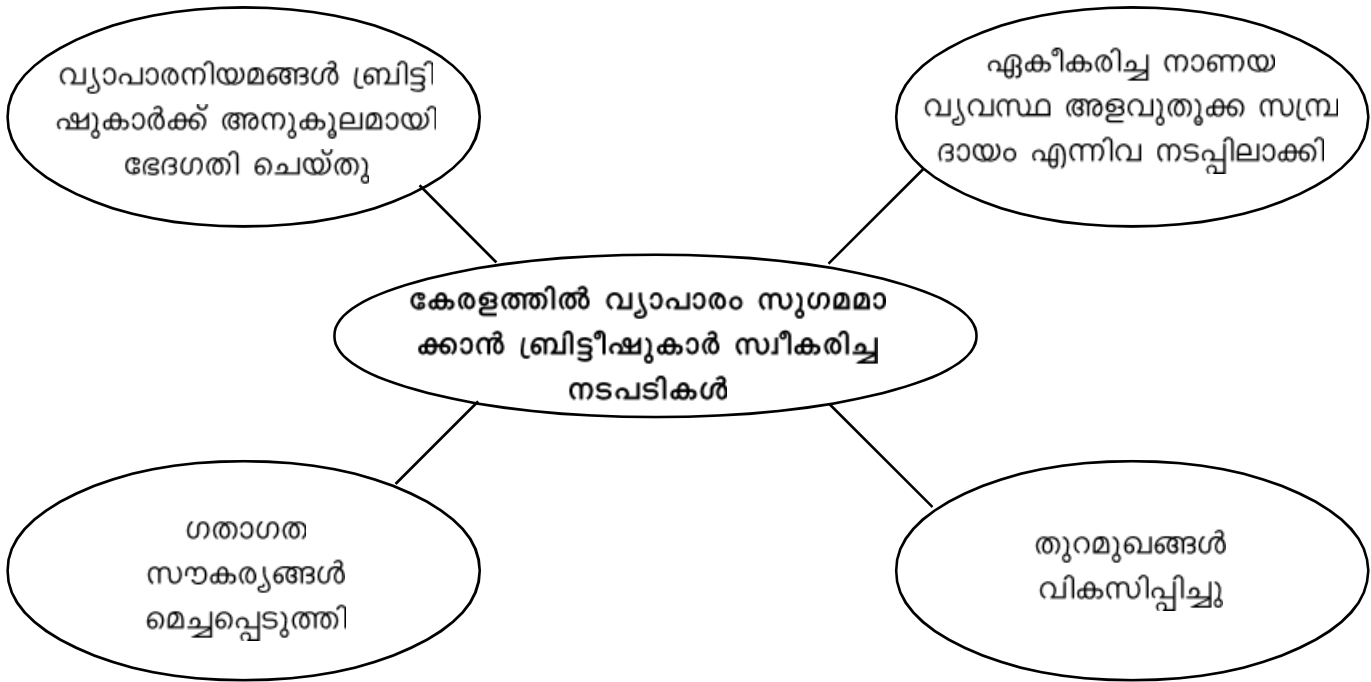 വ്യാപാരനിയമങ്ങൾ ബ്രിട്ടി
ഷുകാർക്ക് അനുകൂലമായി
ഭേദഗതി ചെയ്തു
ഏകീകരിച്ച നാണയ
വ്യവസ്ഥ അളവുതൂക്ക സമ്പ്ര
ദായം എന്നിവ നടപ്പിലാക്കി
കേരളത്തിൽ വ്യാപാരം സുഗമമാ
ക്കാൻ ബ്രിട്ടീഷുകാർ സ്വീകരിച്ച
നടപടികൾ
ഗതാഗത
സൗകര്യങ്ങൾ
മെച്ചപ്പെടുത്തി
തുറമുഖങ്ങൾ
വികസിപ്പിച്ചു